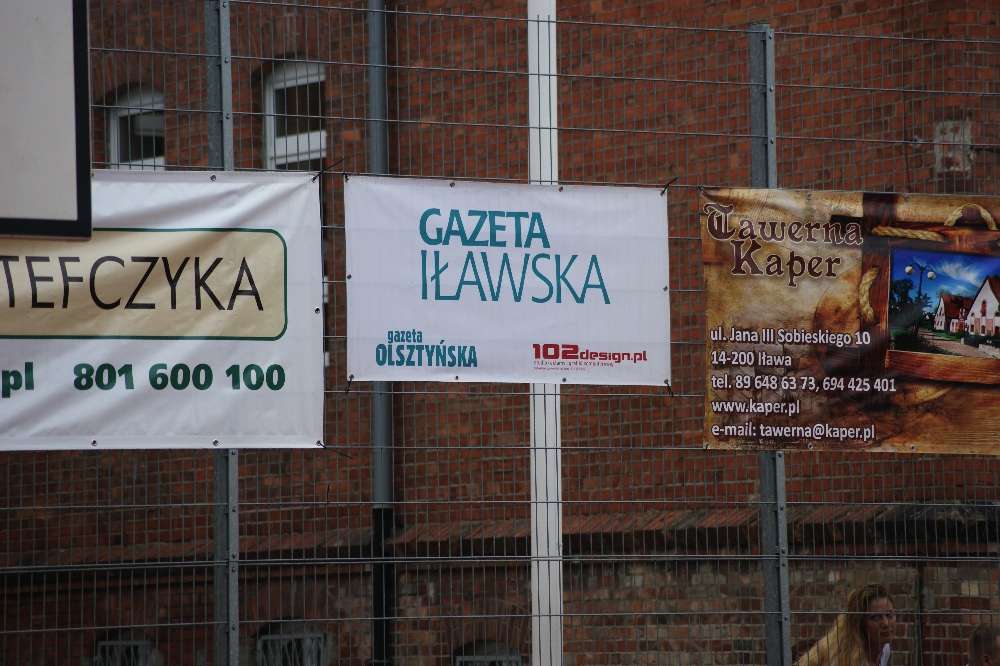 TEFCZYKA
pl 801 600 100
GAZETA
IŁAWSKA
gazeta
OLSZTYŃSKA
102design.pl
Tawerna
Kaper
ul. Jana III Sobieskiego 10
14-200 Iława
tel. 89 648 63 73, 694 425 401
www.kaper.pl
e-mail: tawerna@kaper.pl